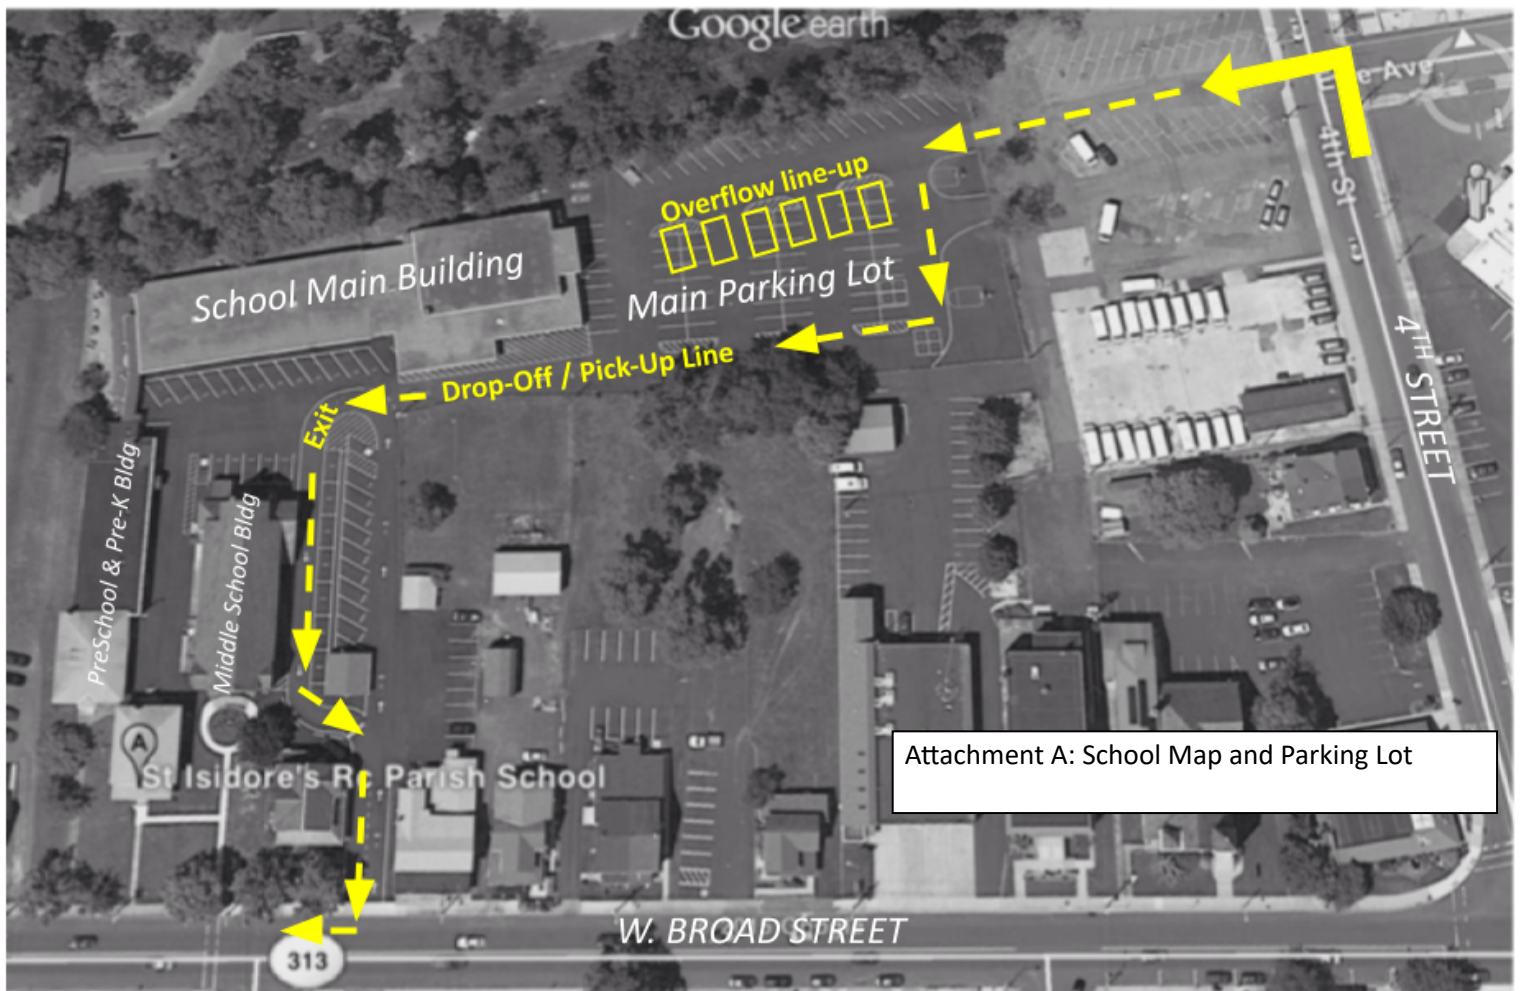 Google earth
Ave
4th St
Overflow line-up
School Main Building
Main Parking Lot
4TH STREET
Drop-Off / Pick-Up Line
Exit
PreSchool & Pre-K Bldg
Middle School Bldg
Attachment A: School Map and Parking Lot
A
St Isidore's Rc Parish School
W. BROAD STREET
313